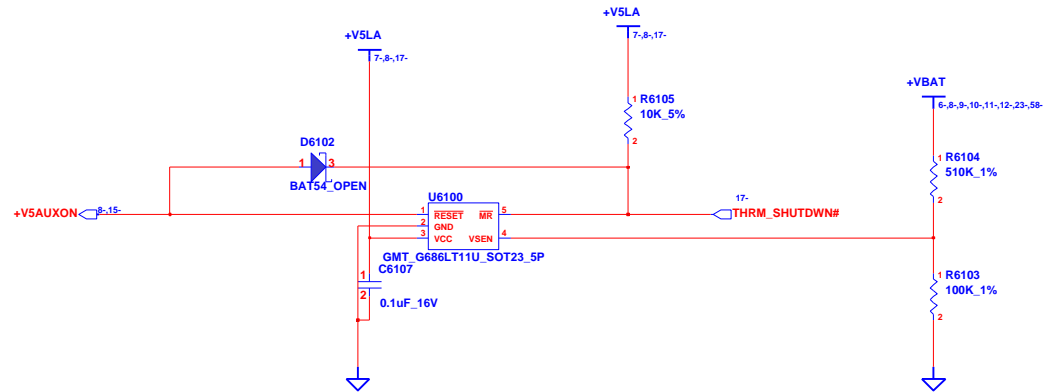 +V5LA
7-,8-,17-
+V5LA
7-,8-,17-
+VBAT
6-,8-,9-,10-,11-,12-,23-,58-
1
R6105
10K_5%
2
D6102
1
3
BAT54_OPEN
1
R6104
510K_1%
2
U6100
+V5AUXON
8-,15-
1
RESET
MR
5
17-
THRM_SHUTDWN#
2
GND
3
VCC
VSEN
4
GMT_G686LT11U_SOT23_5P
C6107
1
2
0.1uF_16V
1
R6103
100K_1%
2